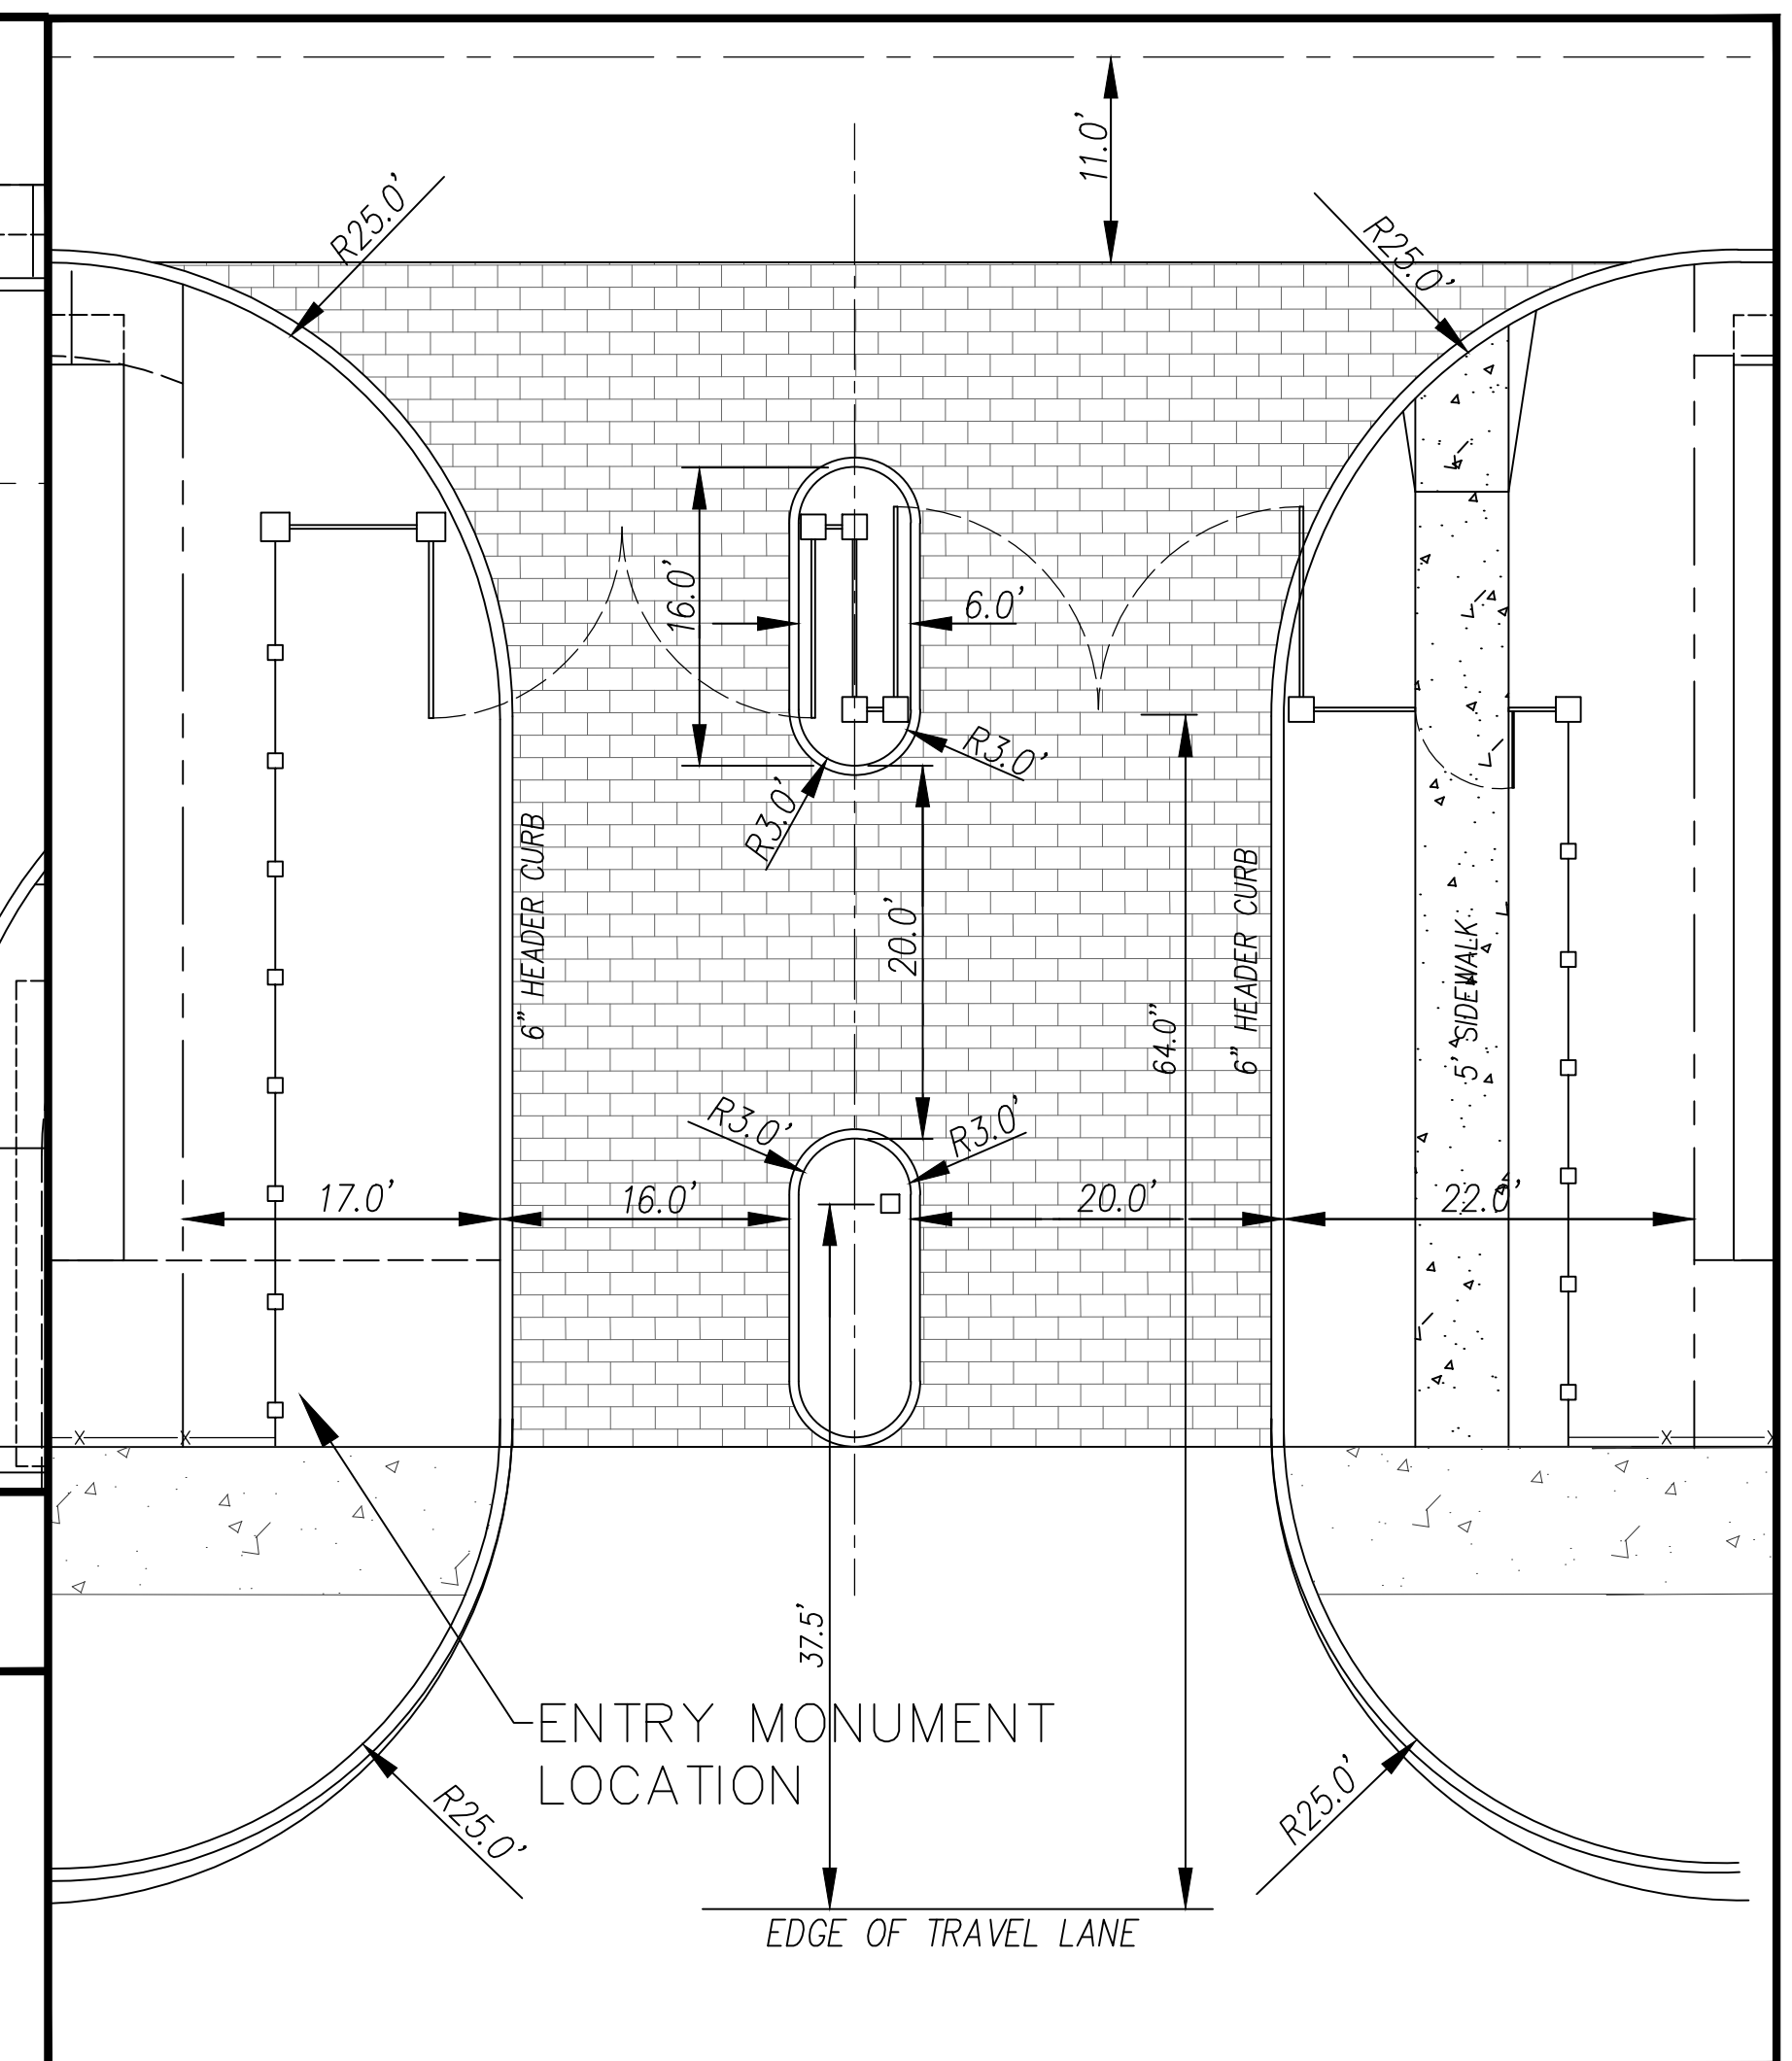 11.0'
R25.0'
R25.0'
16.0'
6.0'
R3.0'
R3.0'
6" HEADER CURB
20.0'
6" HEADER CURB
5' SIDEWALK
64.0"
R3.0'
R3.0'
17.0'
16.0'
20.0'
22.0'
X
X
X
X
37.5'
ENTRY MONUMENT
LOCATION
R25.0'
R25.0'
EDGE OF TRAVEL LANE